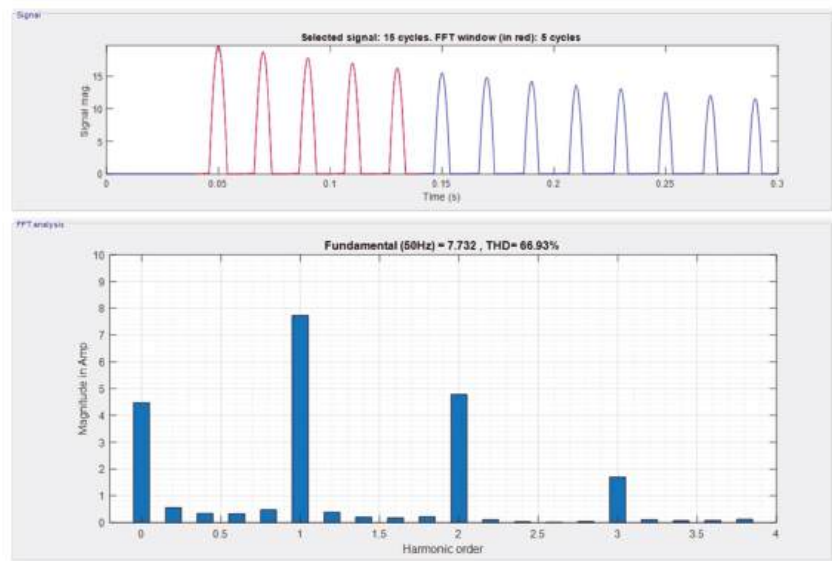 Signal
Selected signal: 15 cycles. FFT window (in red): 5 cycles
Signal mag.
15
10
5
0
0 0.05 0.1 0.15 0.2 0.25 0.3
Time (s)
FFT analysis
Fundamental (50Hz) = 7.732 , THD= 66.93%
Magnitude in Amp
10
9
8
7
6
5
4
3
2
1
0
0 0.5 1 1.5 2 2.5 3 3.5 4
Harmonic order